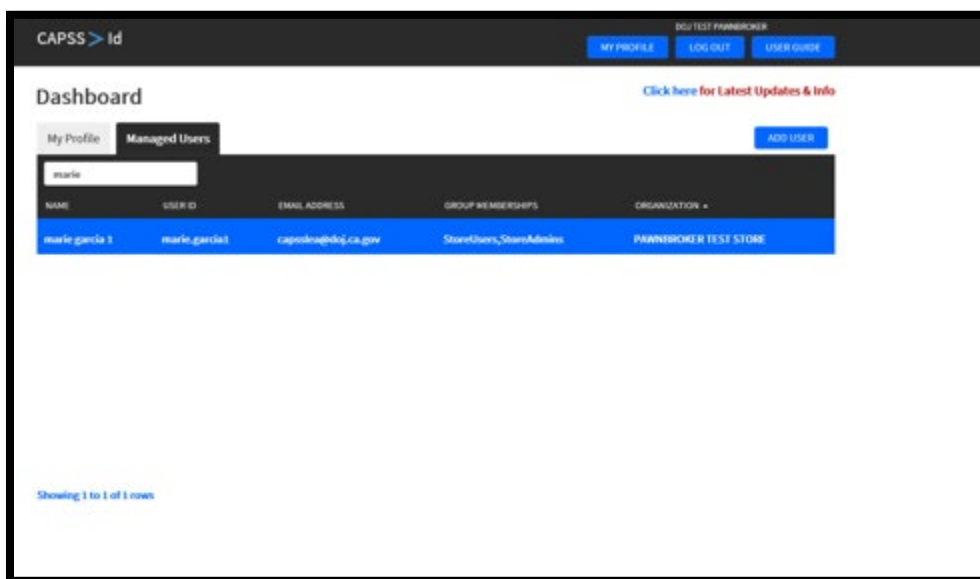 DOJ TEST PAWNBROKER
CAPSS > Id
MY PROFILE LOG OUT USER GUIDE
Dashboard
Click here for Latest Updates & Info
My Profile Managed Users
ADD USER
marie
NAME USER ID EMAIL ADDRESS GROUP MEMBERSHIPS ORGANIZATION ▲
marie garcia 1 marie.garcia1 capsslea@doj.ca.gov StoreUsers,StoreAdmins PAWNBROKER TEST STORE
Showing 1 to 1 of 1 rows